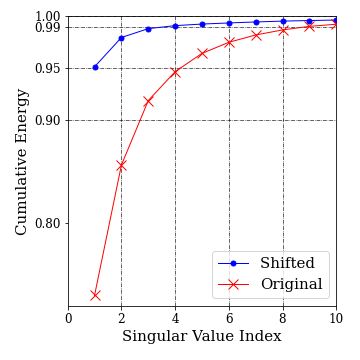 1.00
0.99
0.95
0.90
0.80
Cumulative Energy
Shifted
Original
0 2 4 6 8 10
Singular Value Index